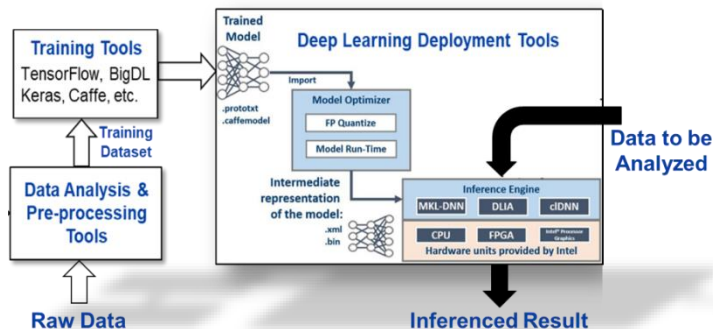 Training Tools
TensorFlow, BigDL
Keras, Caffe, etc.
Training
Dataset
Data Analysis &
Pre-processing
Tools
Raw Data
Deep Learning Deployment Tools
Trained
Model
.prototxt
.caffemodel
Import
Model Optimizer
FP Quantize
Model Run-Time
Intermediate
representation
of the model:
.xml
.bin
Data to be
Analyzed
Inference Engine
MKL-DNN DLIA clDNN
CPU FPGA Intel® Processor
Graphics
Hardware units provided by Intel
Inferenced Result